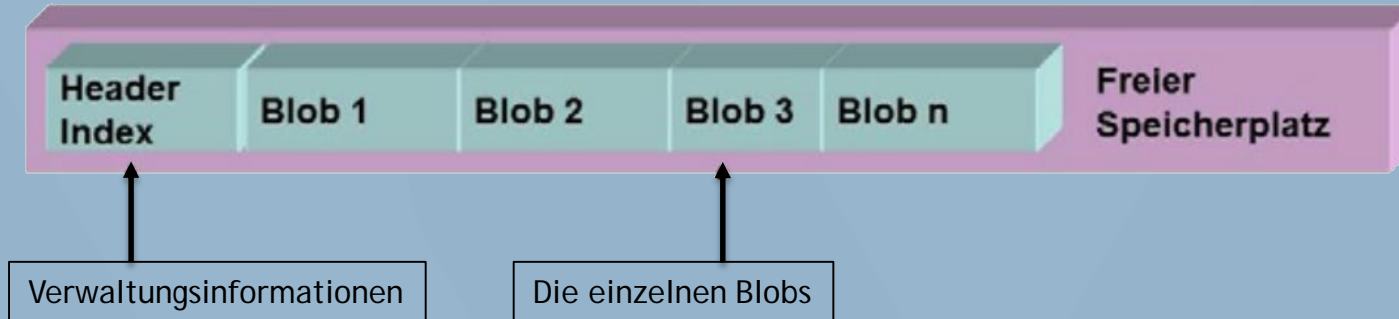 Header
Index
Blob 1
Blob 2
Blob 3
Blob n
Freier
Speicherplatz
Verwaltungsinformationen
Die einzelnen Blobs